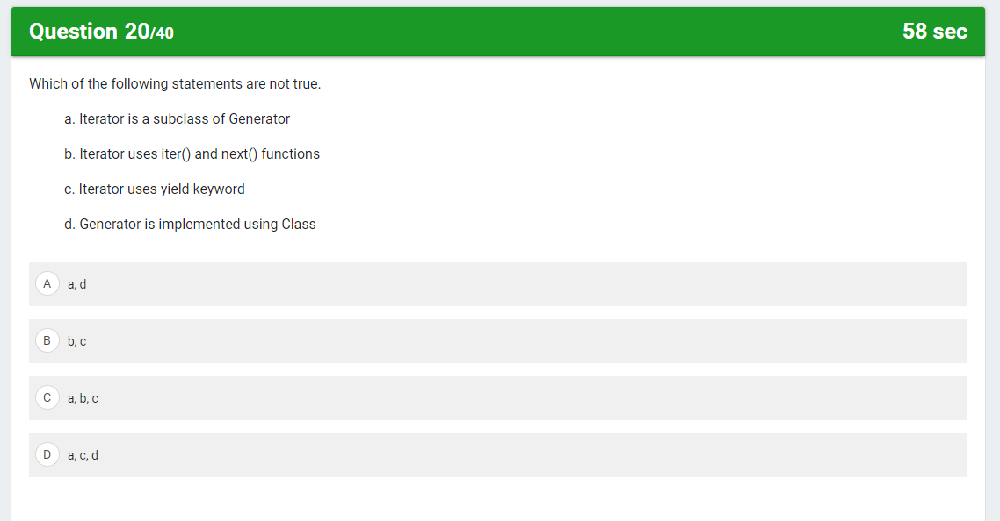 Question 20/40
58 sec
Which of the following statements are not true.
a. Iterator is a subclass of Generator
b. Iterator uses iter() and next() functions
c. Iterator uses yield keyword
d. Generator is implemented using Class
A a, d
B b, c
C a, b, c
D a, c, d